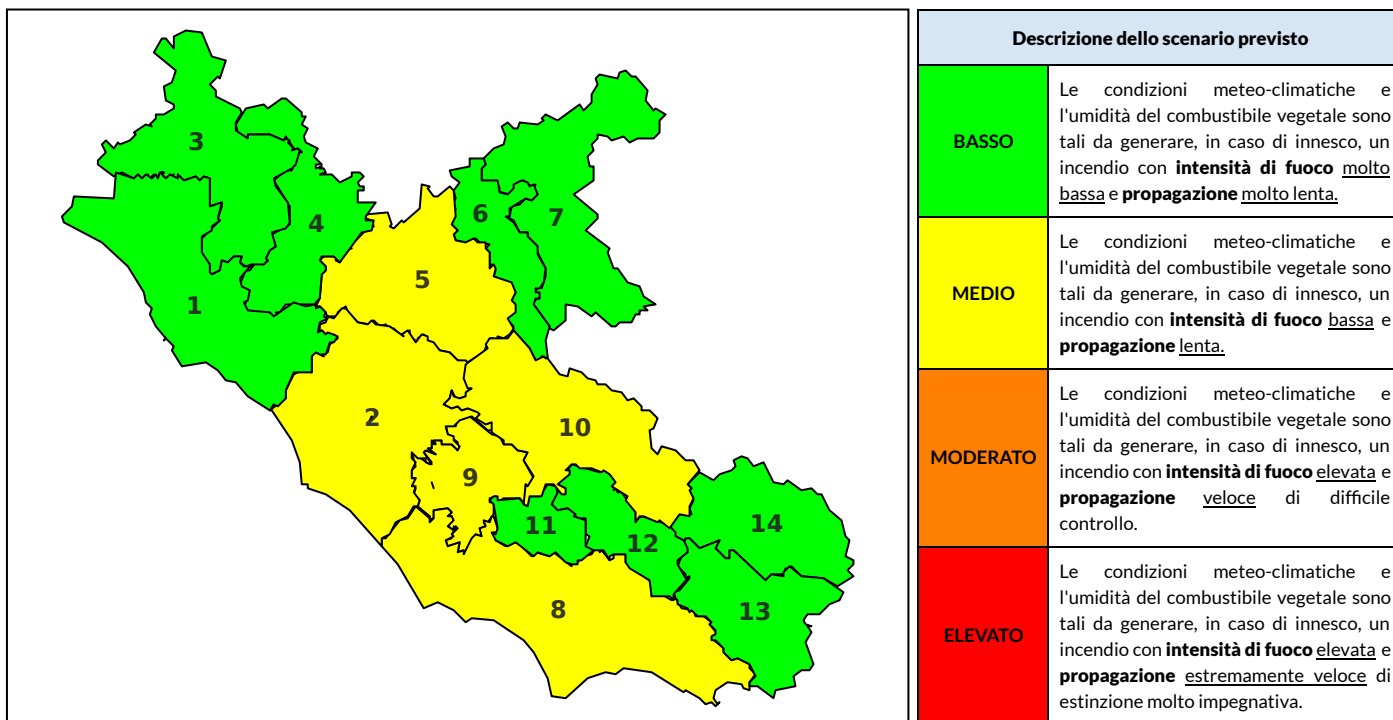 3
4
6
7
5
1
2
10
9
11
12
14
8
13
Descrizione dello scenario previsto
BASSO
Le condizioni meteo-climatiche e
l'umidità del combustibile vegetale sono
tali da generare, in caso di innesco, un
incendio con intensità di fuoco molto
bassa e propagazione molto lenta.
MEDIO
Le condizioni meteo-climatiche e
l'umidità del combustibile vegetale sono
tali da generare, in caso di innesco, un
incendio con intensità di fuoco bassa e
propagazione lenta.
MODERATO
Le condizioni meteo-climatiche e
l'umidità del combustibile vegetale sono
tali da generare, in caso di innesco, un
incendio con intensità di fuoco elevata e
propagazione veloce di difficile
controllo.
ELEVATO
Le condizioni meteo-climatiche e
l'umidità del combustibile vegetale sono
tali da generare, in caso di innesco, un
incendio con intensità di fuoco elevata e
propagazione estremamente veloce di
estinzione molto impegnativa.